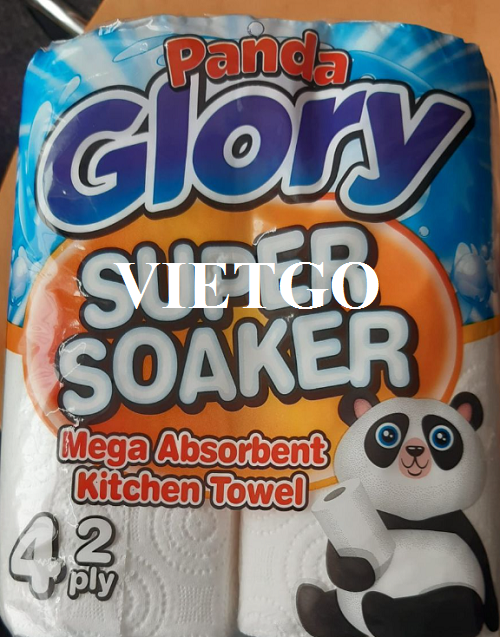 Panda
Glory
SUPER
VIETGO
SOAKER
Mega Absorbent
Kitchen Towel
4 2
ply